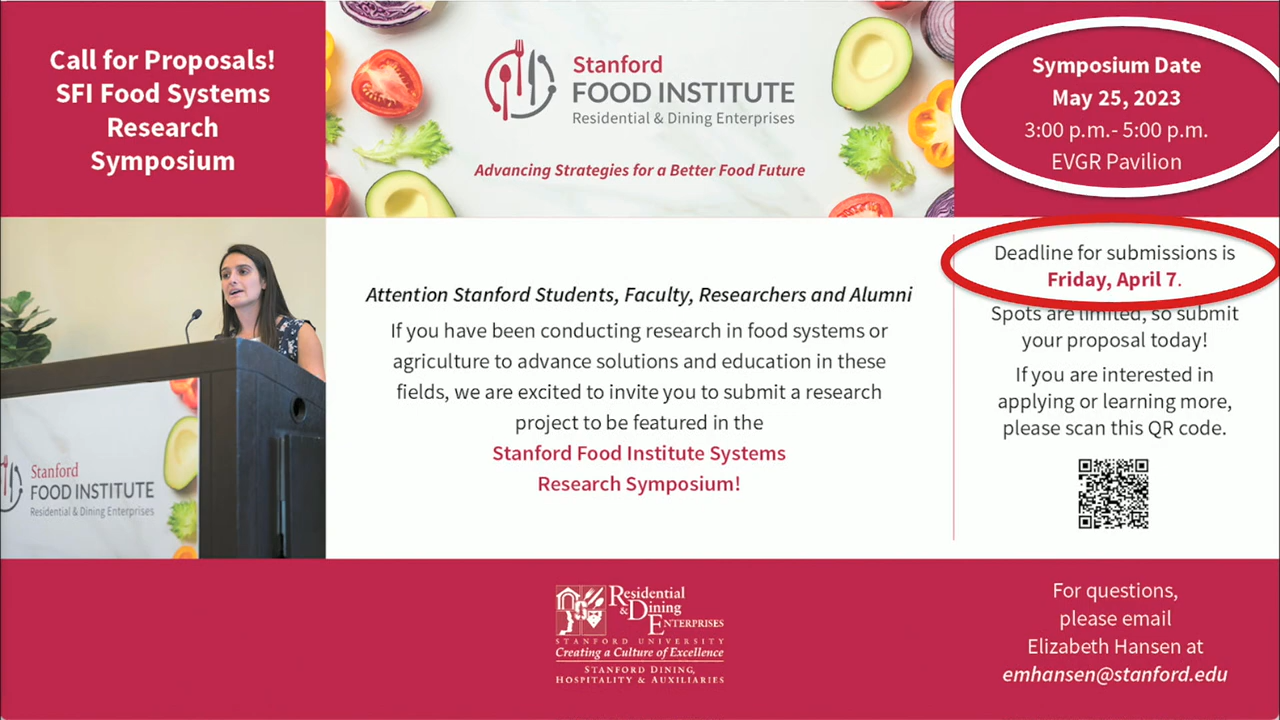 Call for Proposals!
SFI Food Systems
Research
Symposium
Stanford
FOOD INSTITUTE
Residential & Dining Enterprises
Advancing Strategies for a Better Food Future
Symposium Date
May 25, 2023
3:00 p.m.- 5:00 p.m.
EVGR Pavilion
Stanford
FOOD INSTITUTE
Residential & Dining Enterprises
Attention Stanford Students, Faculty, Researchers and Alumni
If you have been conducting research in food systems or
agriculture to advance solutions and education in these
fields, we are excited to invite you to submit a research
project to be featured in the
Stanford Food Institute Systems
Research Symposium!
Deadline for submissions is
Friday, April 7.
Spots are limited, so submit
your proposal today!
If you are interested in
applying or learning more,
please scan this QR code.
Residential
& Dining
Enterprises
STANFORD UNIVERSITY
Creating a Culture of Excellence
STANFORD DINING,
HOSPITALITY & AUXILIARIES
For questions,
please email
Elizabeth Hansen at
emhansen@stanford.edu